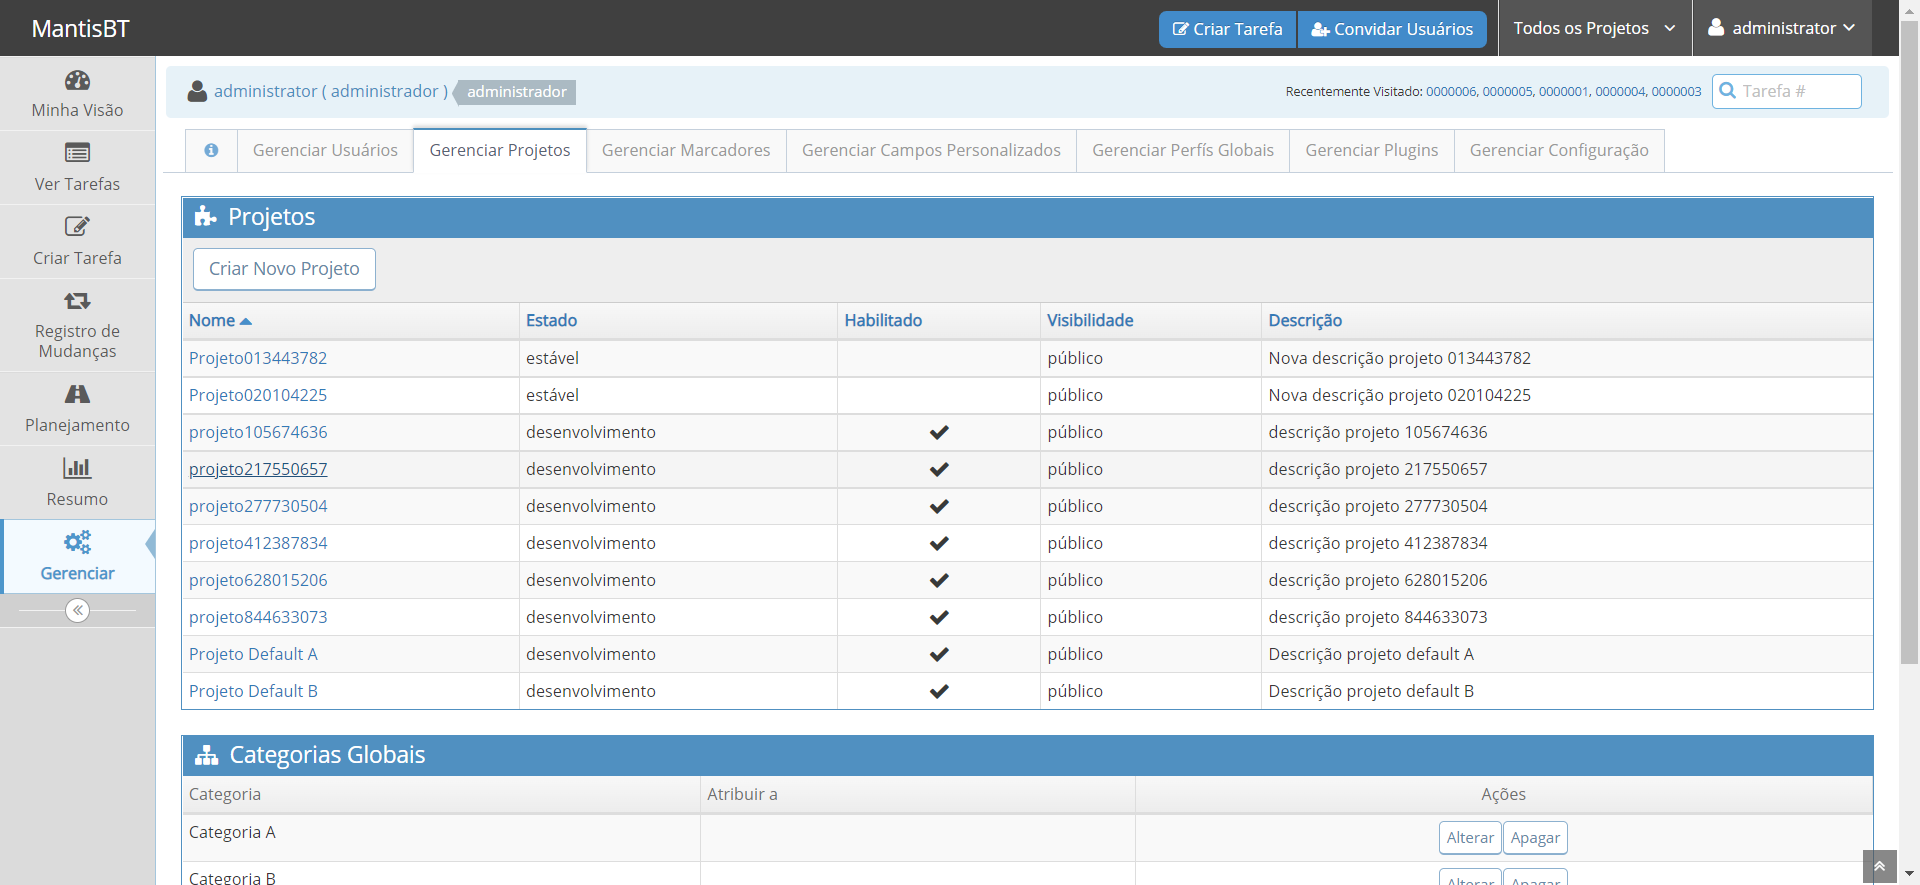 MantisBT
Criar Tarefa
Convidar Usuários
Todos os Projetos
administrator
Minha Visão
Ver Tarefas
Criar Tarefa
Registro de
Mudanças
Planejamento
Resumo
Gerenciar
administrator ( administrador )
administrador
Recentemente Visitado: 0000006, 0000005, 0000001, 0000004, 0000003
Tarefa #
Gerenciar Usuários
Gerenciar Projetos
Gerenciar Marcadores
Gerenciar Campos Personalizados
Gerenciar Perfís Globais
Gerenciar Plugins
Gerenciar Configuração
Projetos
Criar Novo Projeto
Nome Estado Habilitado Visibilidade Descrição
Projeto013443782 estável público Nova descrição projeto 013443782
Projeto020104225 estável público Nova descrição projeto 020104225
projeto105674636 desenvolvimento público descrição projeto 105674636
projeto217550657 desenvolvimento público descrição projeto 217550657
projeto277730504 desenvolvimento público descrição projeto 277730504
projeto412387834 desenvolvimento público descrição projeto 412387834
projeto628015206 desenvolvimento público descrição projeto 628015206
projeto844633073 desenvolvimento público descrição projeto 844633073
Projeto Default A desenvolvimento público Descrição projeto default A
Projeto Default B desenvolvimento público Descrição projeto default B
Categorias Globais
Categoria Atribuir a Ações
Categoria A Alterar Apagar
Categoria B Alterar Apagar